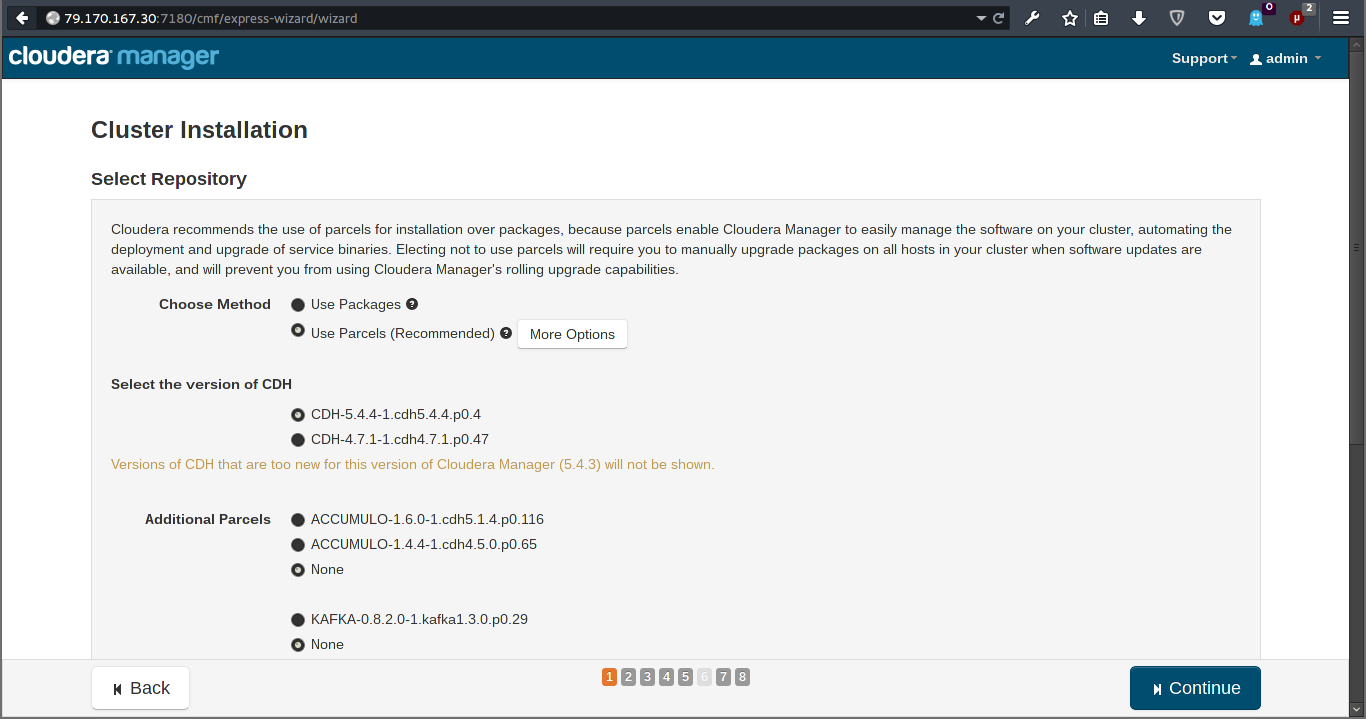 79.170.167.30:7180/cmf/express-wizard/wizard
0
2
cloudera manager
Support
admin
Cluster Installation
Select Repository
Cloudera recommends the use of parcels for installation over packages, because parcels enable Cloudera Manager to easily manage the software on your cluster, automating the
deployment and upgrade of service binaries. Electing not to use parcels will require you to manually upgrade packages on all hosts in your cluster when software updates are
available, and will prevent you from using Cloudera Manager's rolling upgrade capabilities.
Choose Method
Use Packages ?
Use Parcels (Recommended) ? More Options
Select the version of CDH
CDH-5.4.4-1.cdh5.4.4.p0.4
CDH-4.7.1-1.cdh4.7.1.p0.47
Versions of CDH that are too new for this version of Cloudera Manager (5.4.3) will not be shown.
Additional Parcels
ACCUMULO-1.6.0-1.cdh5.1.4.p0.116
ACCUMULO-1.4.4-1.cdh4.5.0.p0.65
None
KAFKA-0.8.2.0-1.kafka1.3.0.p0.29
None
Back
1 2 3 4 5 6 7 8
Continue